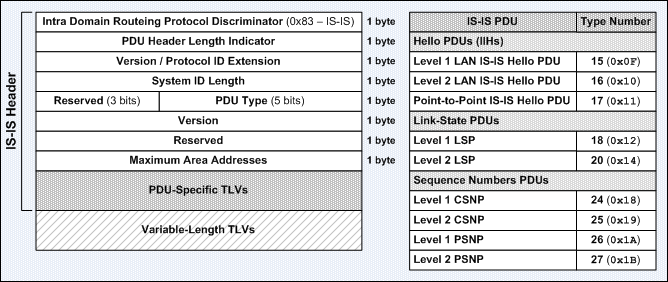 IS-IS Header
Intra Domain Routeing Protocol Discriminator (0x83 – IS-IS) 1 byte
PDU Header Length Indicator 1 byte
Version / Protocol ID Extension 1 byte
System ID Length 1 byte
Reserved (3 bits) PDU Type (5 bits) 1 byte
Version 1 byte
Reserved 1 byte
Maximum Area Addresses 1 byte
PDU-Specific TLVs
Variable-Length TLVs
IS-IS PDU Type Number
Hello PDUs (IIHs)
Level 1 LAN IS-IS Hello PDU 15 (0x0F)
Level 2 LAN IS-IS Hello PDU 16 (0x10)
Point-to-Point IS-IS Hello PDU 17 (0x11)
Link-State PDUs
Level 1 LSP 18 (0x12)
Level 2 LSP 20 (0x14)
Sequence Numbers PDUs
Level 1 CSNP 24 (0x18)
Level 2 CSNP 25 (0x19)
Level 1 PSNP 26 (0x1A)
Level 2 PSNP 27 (0x1B)